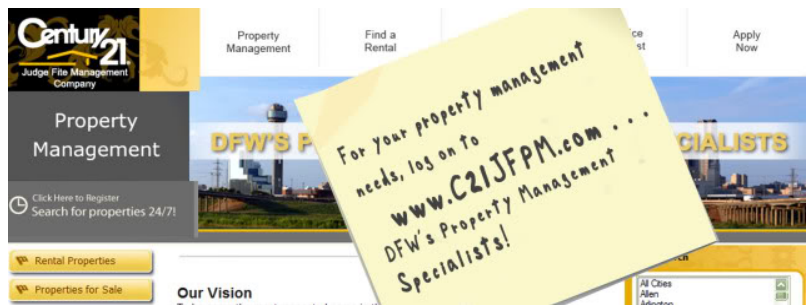 Century 21
Judge Fite Management
Company
Property
Management
Find a
Rental
Apply
Now
Property
Management
DFW'S
Click Here to Register
Search for properties 24/7!
Rental Properties
Properties for Sale
Our Vision
For your property management
needs, log on to
www.C21JFPM.com . . .
DFW's Property Management
Specialists!
All Cities
Allen
Arlington